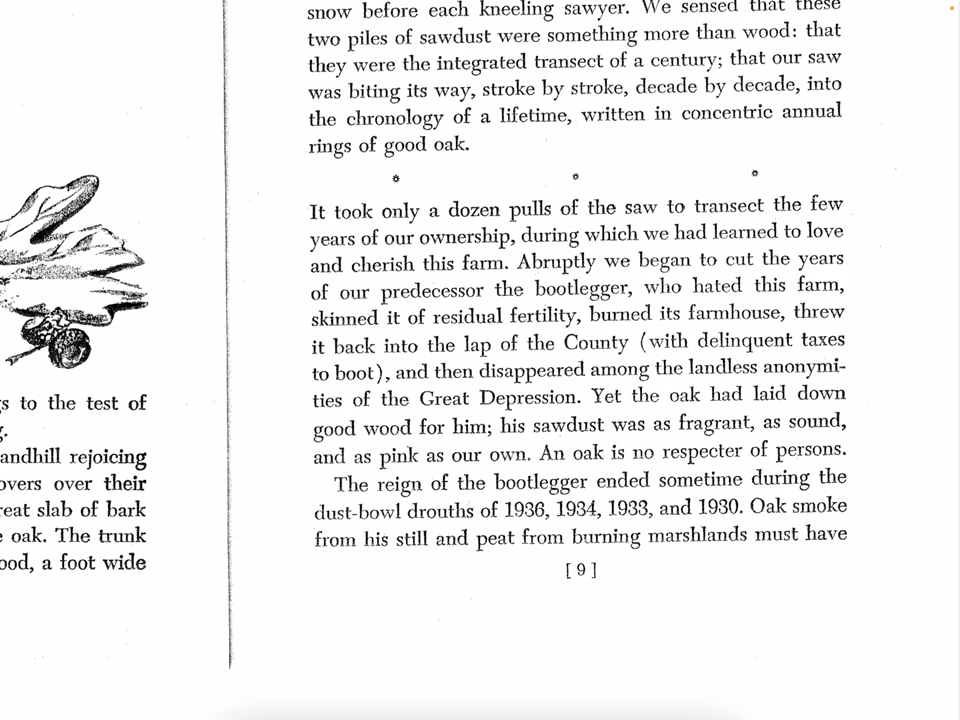 s to the test of
g.
andhill rejoicing
overs over their
reat slab of bark
e oak. The trunk
ood, a foot wide
snow before each kneeling sawyer. We sensed that these
two piles of sawdust were something more than wood: that
they were the integrated transect of a century; that our saw
was biting its way, stroke by stroke, decade by decade, into
the chronology of a lifetime, written in concentric annual
rings of good oak.
* * *
It took only a dozen pulls of the saw to transect the few
years of our ownership, during which we had learned to love
and cherish this farm. Abruptly we began to cut the years
of our predecessor the bootlegger, who hated this farm,
skinned it of residual fertility, burned its farmhouse, threw
it back into the lap of the County (with delinquent taxes
to boot), and then disappeared among the landless anonymi-
ties of the Great Depression. Yet the oak had laid down
good wood for him; his sawdust was as fragrant, as sound,
and as pink as our own. An oak is no respecter of persons.
The reign of the bootlegger ended sometime during the
dust-bowl drouths of 1936, 1934, 1933, and 1930. Oak smoke
from his still and peat from burning marshlands must have
[ 9 ]